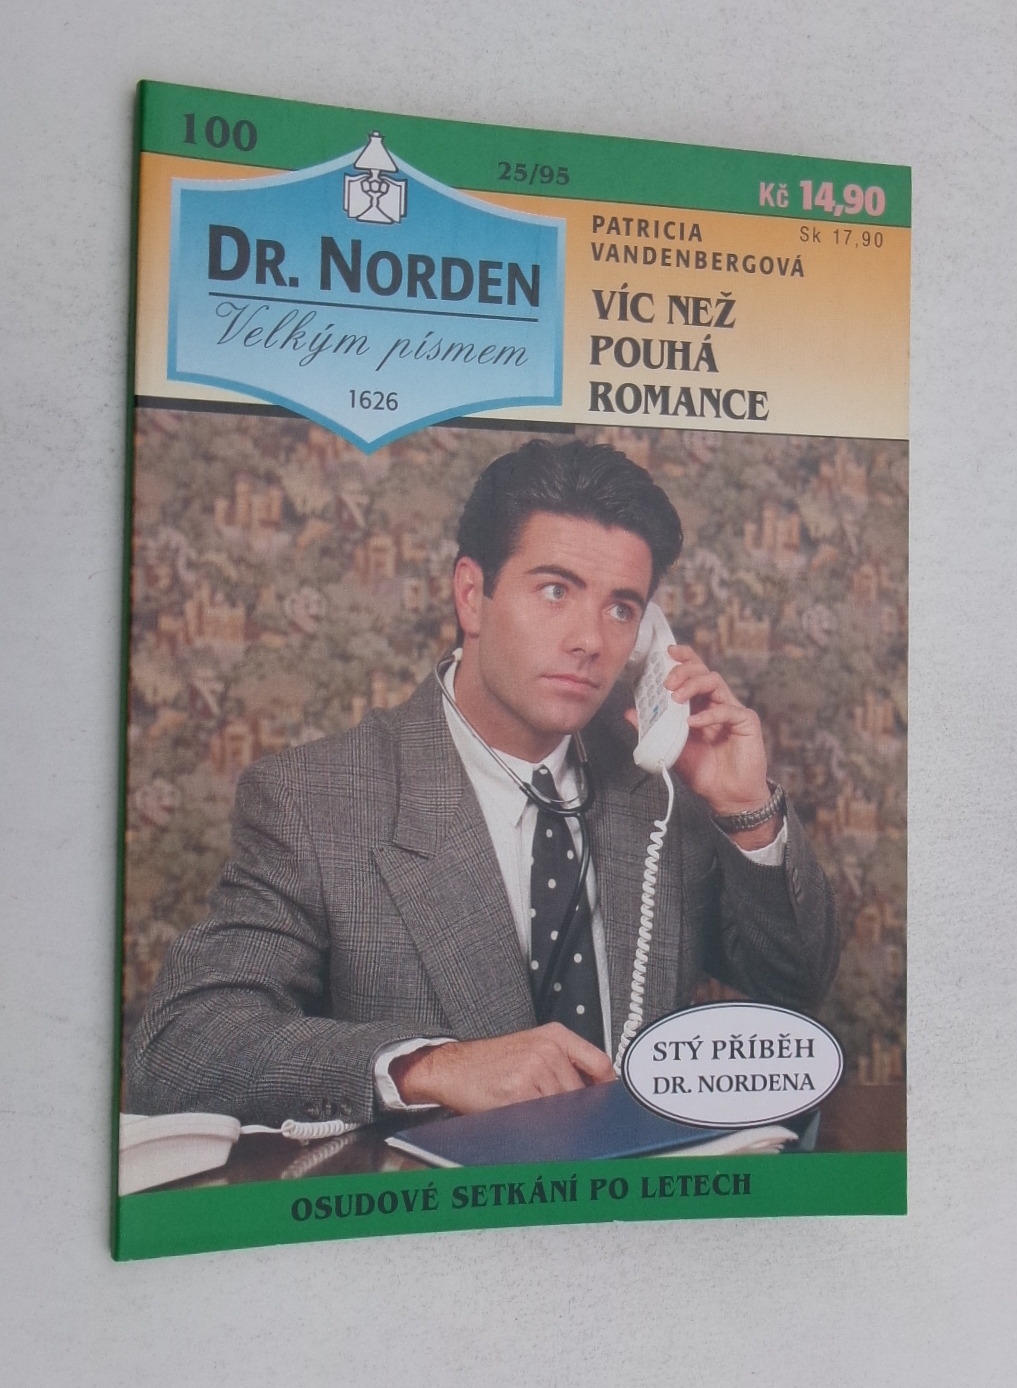 100
25/95
Kč 14,90
Sk 17,90
DR. NORDEN
Velkým písmem
1626
PATRICIA
VANDENBERGOVÁ
VÍC NEŽ
POUHÁ
ROMANCE
STÝ PŘÍBĚH
DR. NORDENA
OSUDOVÉ SETKÁNÍ PO LETECH